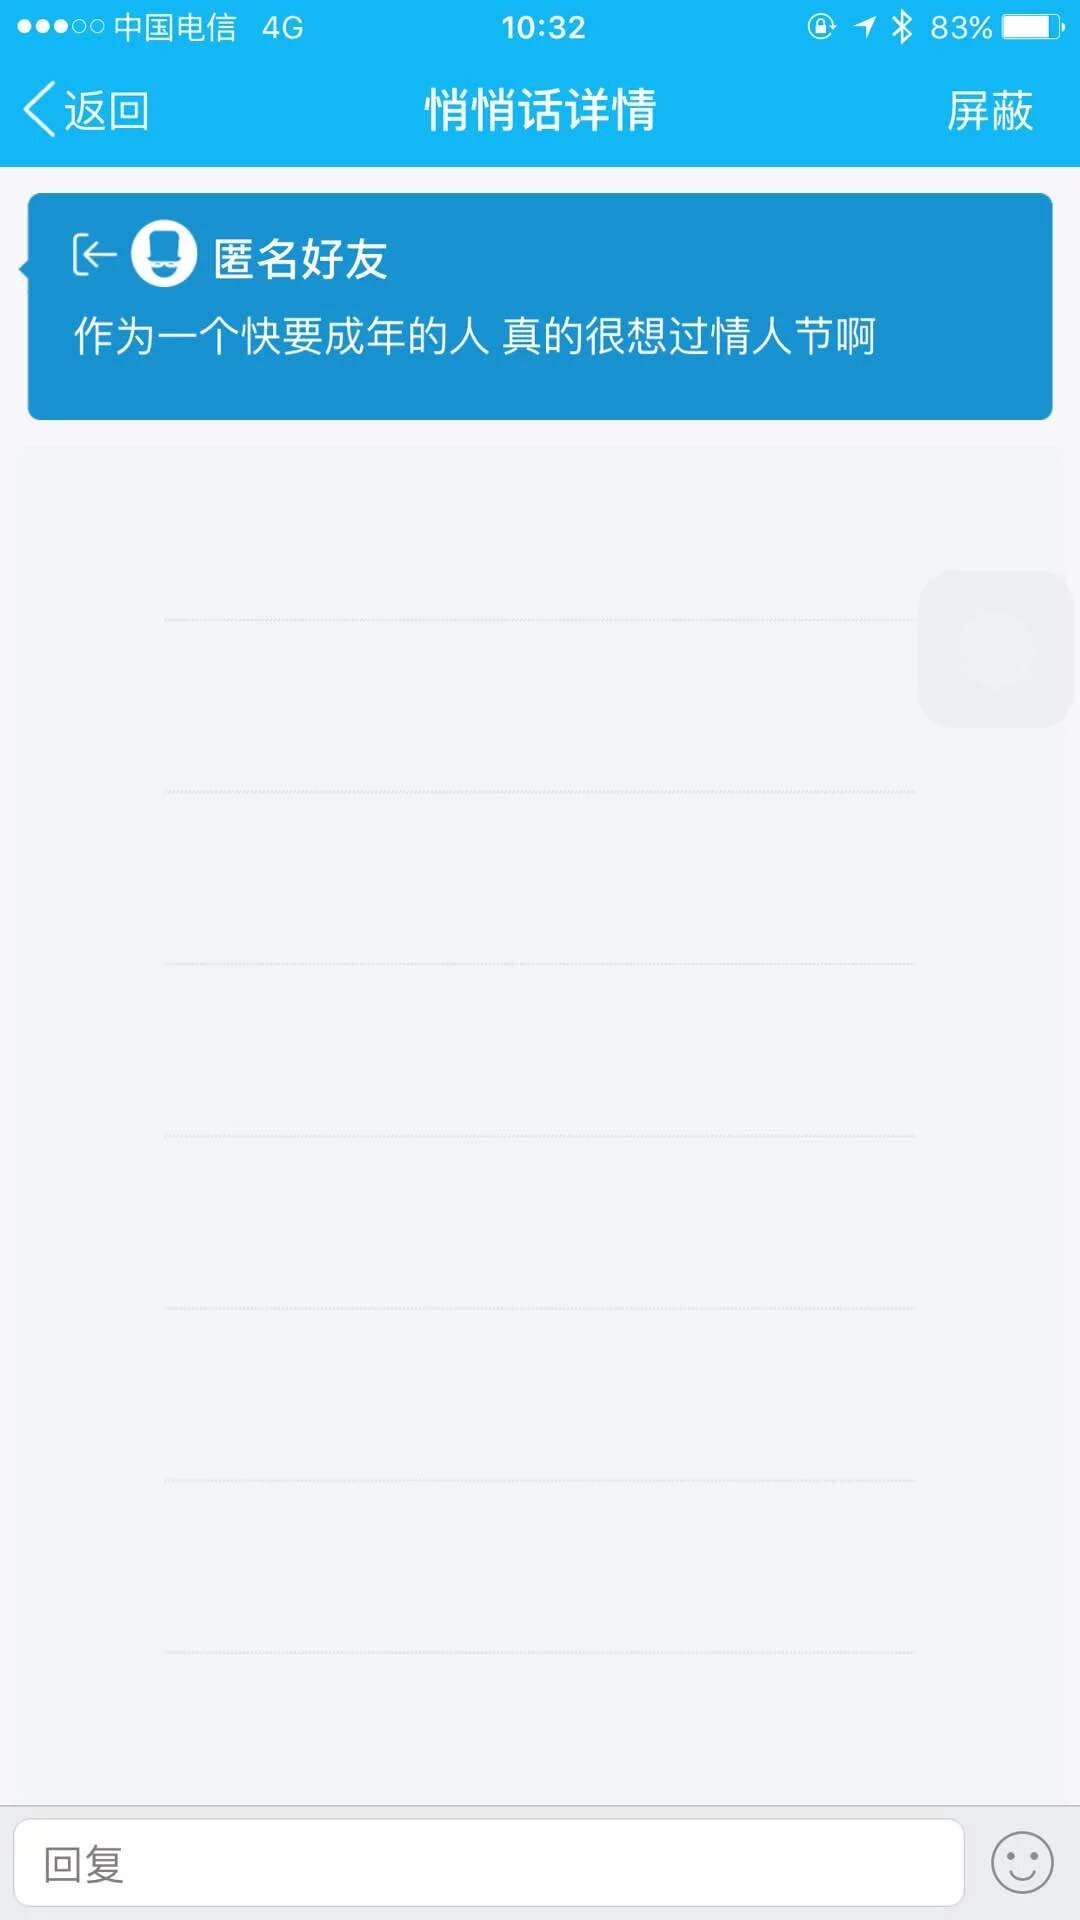 中国电信 4G 10:32 83%
返回 悄悄话详情 屏蔽
匿名好友
作为一个快要成年的人 真的很想过情人节啊
回复